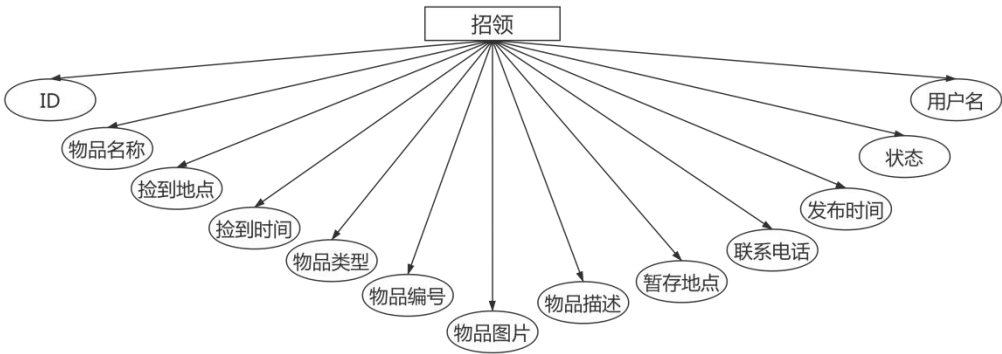 招领
ID
物品名称
捡到地点
捡到时间
物品类型
物品编号
物品图片
物品描述
暂存地点
联系电话
发布时间
状态
用户名